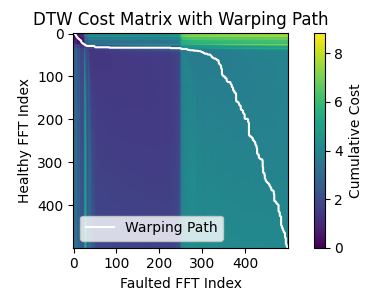 DTW Cost Matrix with Warping Path
0
100
200
300
400
Healthy FFT Index
0 100 200 300 400
Faulted FFT Index
Warping Path
8
6
4
2
0
Cumulative Cost